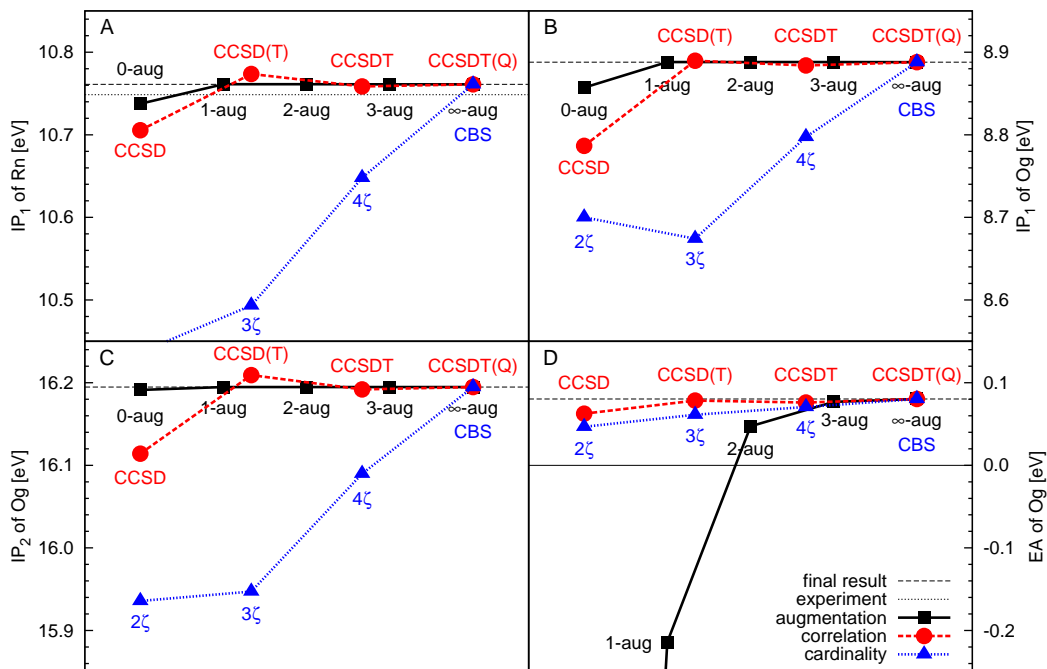 A
10.8
10.7
10.6
10.5
IP1 of Rn [eV]
0-aug
1-aug
2-aug
3-aug
∞-aug
CCSD
CCSD(T)
CCSDT
CCSDT(Q)
CBS
4ζ
3ζ
B
8.9
8.8
8.7
8.6
IP1 of Og [eV]
CCSD(T)
CCSDT
CCSDT(Q)
0-aug
1-aug
2-aug
3-aug
∞-aug
CBS
CCSD
4ζ
2ζ
3ζ
C
16.2
16.1
16.0
15.9
IP2 of Og [eV]
CCSD(T)
CCSDT
CCSDT(Q)
0-aug
1-aug
2-aug
3-aug
∞-aug
CBS
CCSD
4ζ
2ζ
3ζ
D
0.1
0.0
-0.1
-0.2
EA of Og [eV]
CCSD
CCSD(T)
CCSDT
CCSDT(Q)
2ζ
3ζ
4ζ
3-aug
∞-aug
2-aug
CBS
1-aug
final result
experiment
augmentation
correlation
cardinality